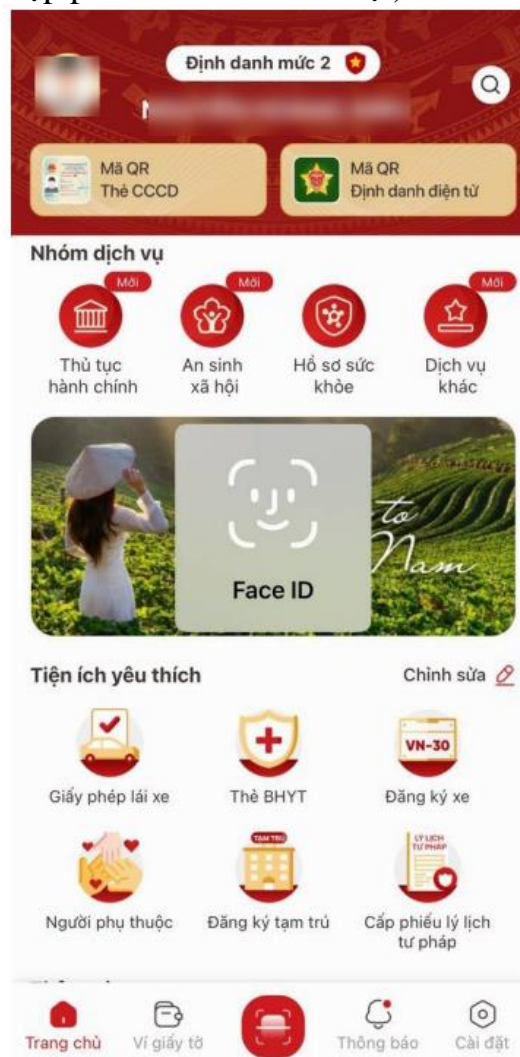 Định danh mức 2
Mã QR
Thẻ CCCD
Mã QR
Định danh điện tử
Nhóm dịch vụ
Mới
Mới
Mới
Thủ tục
hành chính
An sinh
xã hội
Hồ sơ sức
khỏe
Dịch vụ
khác
to
Nam
Face ID
Tiện ích yêu thích
Chỉnh sửa
VN-30
Giấy phép lái xe
Thẻ BHYT
Đăng ký xe
TẠM TRÚ
LÝ LỊCH
TƯ PHÁP
Người phụ thuộc
Đăng ký tạm trú
Cấp phiếu lý lịch
tư pháp
Trang chủ
Ví giấy tờ
Thông báo
Cài đặt